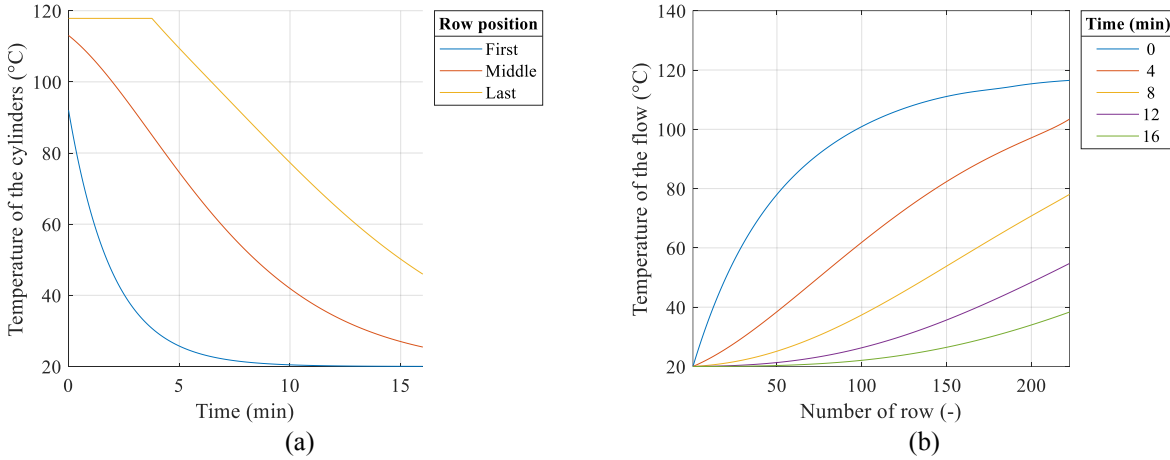 Temperature of the cylinders (°C)
120
100
80
60
40
20
0
5
10
15
Time (min)
Row position
First
Middle
Last
(a)
Temperature of the flow (°C)
140
120
100
80
60
40
20
50
100
150
200
Number of row (-)
Time (min)
0
4
8
12
16
(b)